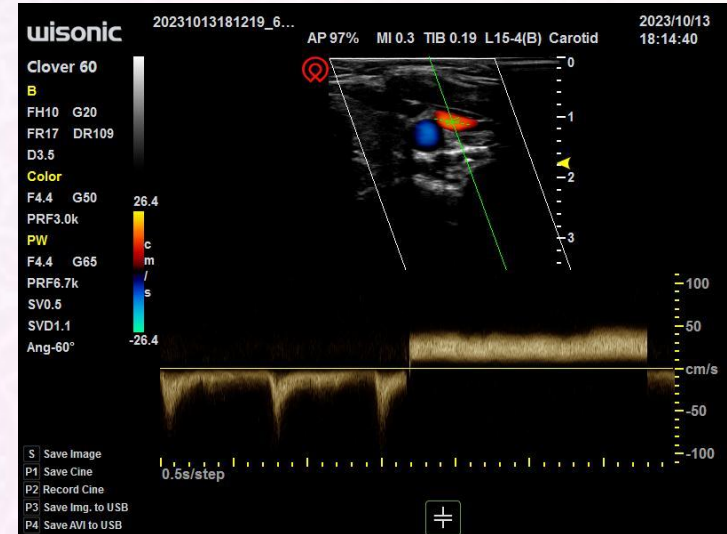 wisonic
20231013181219_6...
AP 97% MI 0.3 TIB 0.19 L15-4(B) Carotid
2023/10/13
18:14:40
Clover 60
B
FH10 G20
FR17 DR109
D3.5
Color
F4.4 G50
PRF3.0k
PW
F4.4 G65
PRF6.7k
SV0.5
SVD1.1
Ang-60°
26.4
c
m
/
s
-26.4
0
1
2
3
100
50
cm/s
-50
-100
0.5s/step
S Save Image
P1 Save Cine
P2 Record Cine
P3 Save Img. to USB
P4 Save AVI to USB